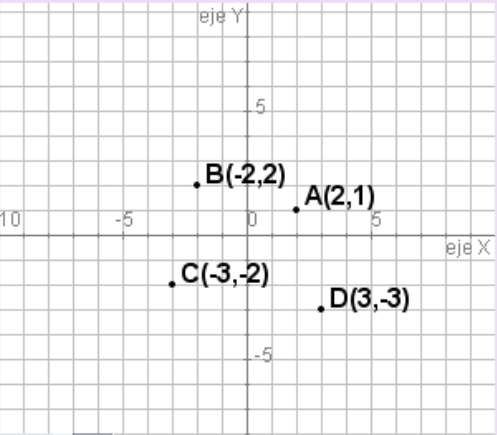 eje Y
5
B(-2,2)
A(2,1)
10 -5 0 5
eje X
C(-3,-2)
D(3,-3)
-5